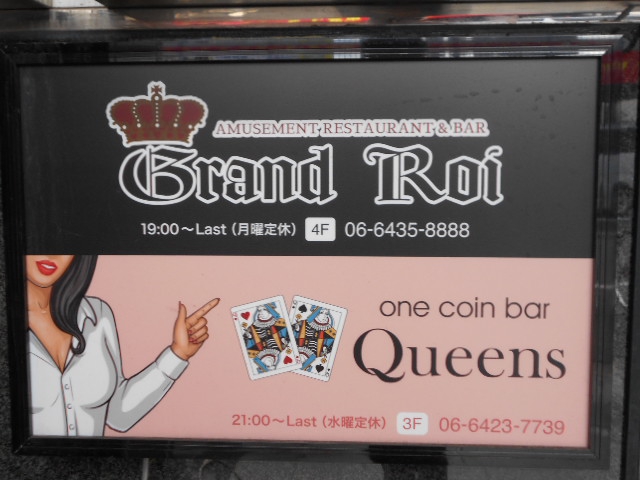 AMUSEMENT RESTAURANT & BAR
Grand Roi
19:00～Last（月曜定休） 4F 06-6435-8888
one coin bar
Queens
21:00～Last（水曜定休） 3F 06-6423-7739